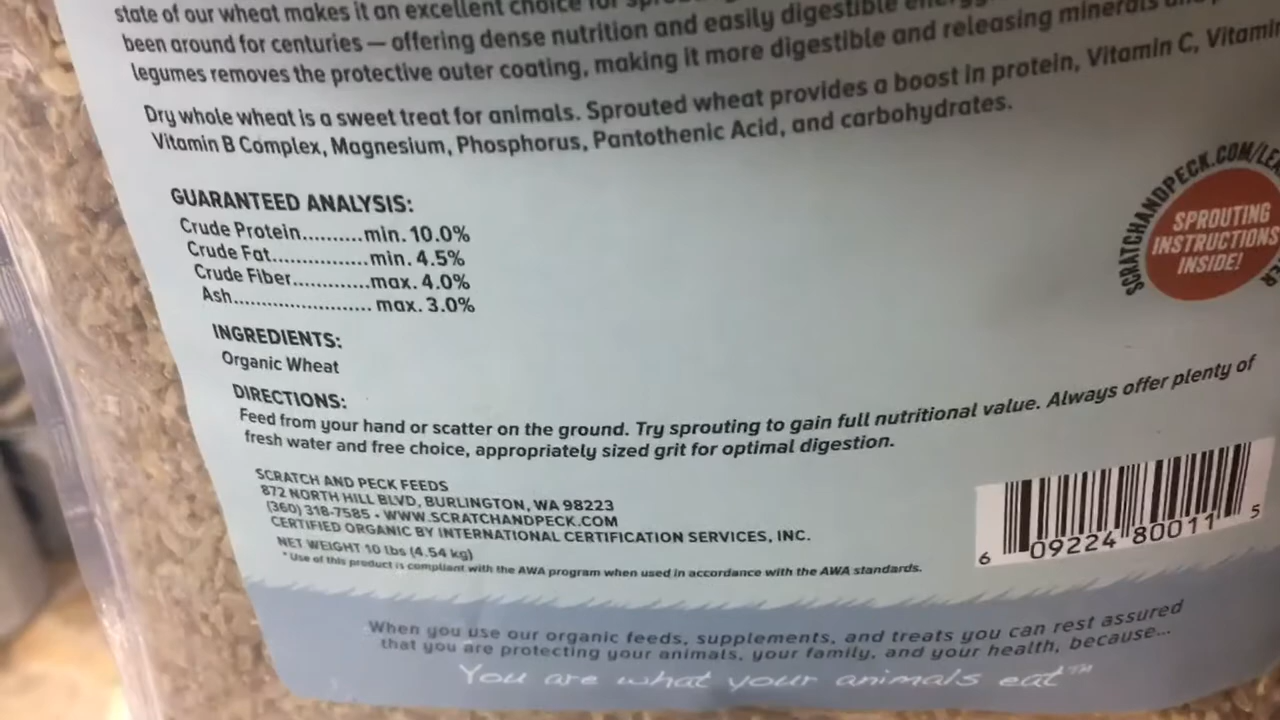 state of our wheat makes it an excellent choice for
been around for centuries — offering dense nutrition and easily digestible
legumes removes the protective outer coating, making it more digestible and releasing minerals
Dry whole wheat is a sweet treat for animals. Sprouted wheat provides a boost in protein, Vitamin C, Vitamin
Vitamin B Complex, Magnesium, Phosphorus, Pantothenic Acid, and carbohydrates.
GUARANTEED ANALYSIS:
Crude Protein..........min. 10.0%
Crude Fat................min. 4.5%
Crude Fiber.............max. 4.0%
Ash....................... max. 3.0%
INGREDIENTS:
Organic Wheat
DIRECTIONS:
Feed from your hand or scatter on the ground. Try sprouting to gain full nutritional value. Always offer plenty of
fresh water and free choice, appropriately sized grit for optimal digestion.
SCRATCH AND PECK FEEDS
872 NORTH HILL BLVD, BURLINGTON, WA 98223
(360) 318-7585 • WWW.SCRATCHANDPECK.COM
CERTIFIED ORGANIC BY INTERNATIONAL CERTIFICATION SERVICES, INC.
NET WEIGHT 10 lbs (4.54 kg)
* Use of this product is compliant with the AWA program when used in accordance with the AWA standards.
SCRATCHANDPECK.COM/
SPROUTING
INSTRUCTIONS
INSIDE!
6 09224 80011 5
When you use our organic feeds, supplements, and treats you can rest assured
that you are protecting your animals, your family, and your health, because...
You are what your animals eat™